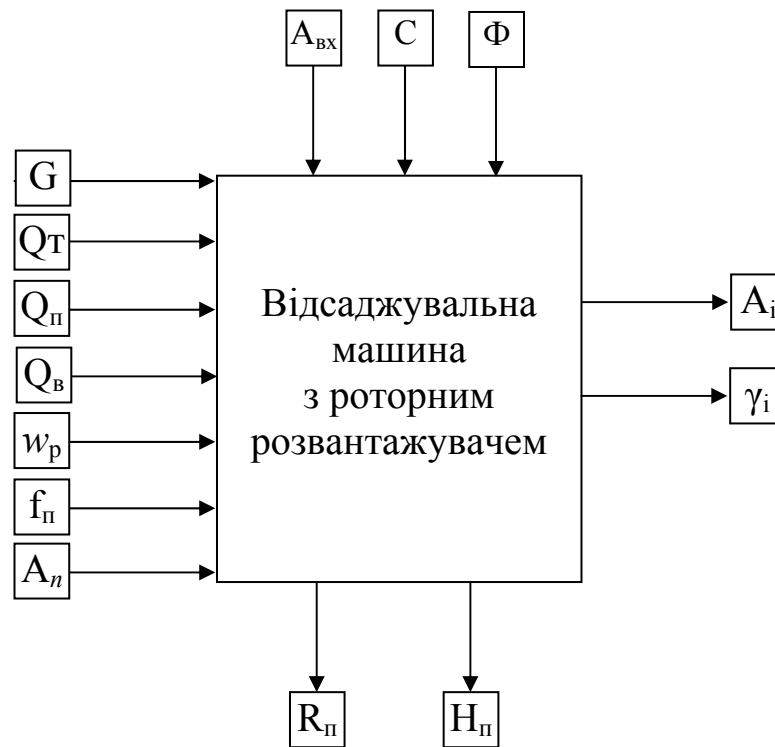 Aвх C Ф
G
Qт
Qп
Qв
wр
fп
An
Відсаджувальна
машина
з роторним
розвантажувачем
Ai
γi
Rп Hп